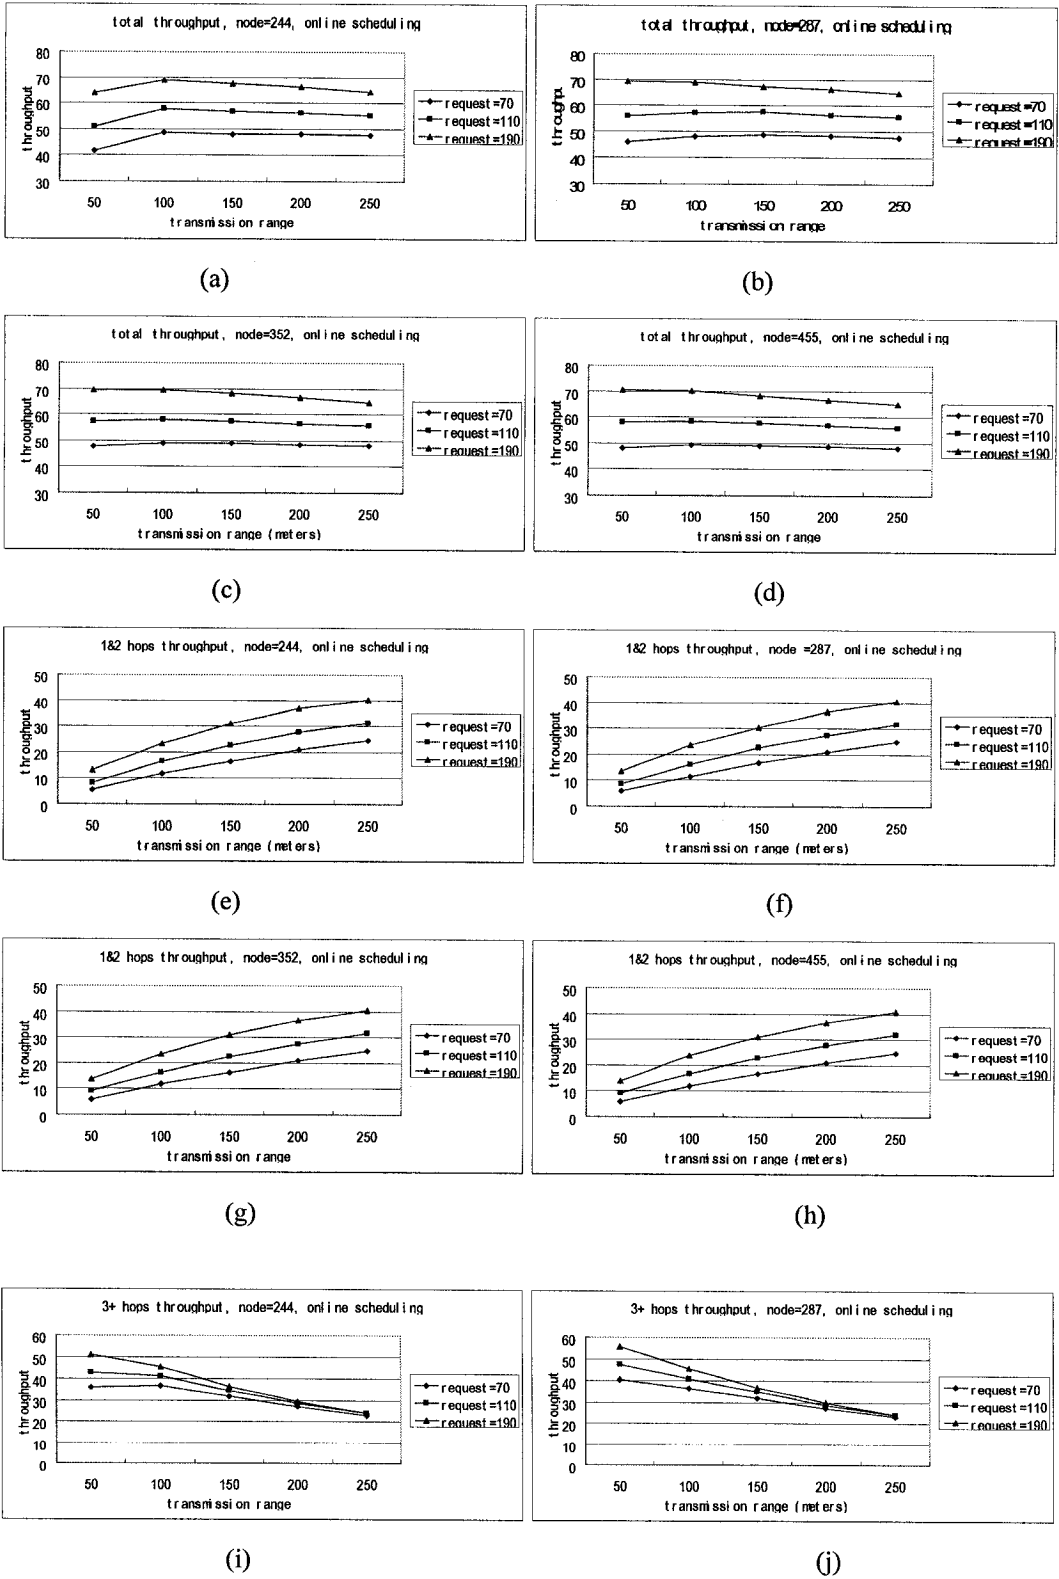 total throughput, node=244, online scheduling
80
70
60
50
40
30
throughput
50 100 150 200 250
transmission range
request=70
request=110
request=190
(a)
total throughput, node=287, online scheduling
80
70
60
50
40
30
throughput
50 100 150 200 250
transmission range
request=70
request=110
request=190
(b)
total throughput, node=352, online scheduling
80
70
60
50
40
30
throughput
50 100 150 200 250
transmission range (meters)
request=70
request=110
request=190
(c)
total throughput, node=455, online scheduling
80
70
60
50
40
30
throughput
50 100 150 200 250
transmission range
request=70
request=110
request=190
(d)
1&2 hops throughput, node=244, online scheduling
50
40
30
20
10
0
throughput
50 100 150 200 250
transmission range (meters)
request=70
request=110
request=190
(e)
1&2 hops throughput, node =287, online scheduling
50
40
30
20
10
0
throughput
50 100 150 200 250
transmission range (meters)
request=70
request=110
request=190
(f)
1&2 hops throughput, node=352, online scheduling
50
40
30
20
10
0
throughput
50 100 150 200 250
transmission range
request=70
request=110
request=190
(g)
1&2 hops throughput, node=455, online scheduling
50
40
30
20
10
0
throughput
50 100 150 200 250
transmission range (meters)
request=70
request=110
request=190
(h)
3+ hops throughput, node=244, online scheduling
60
50
40
30
20
10
0
throughput
50 100 150 200 250
transmission range
request=70
request=110
request=190
(i)
3+ hops throughput, node=287, online scheduling
60
50
40
30
20
10
0
throughput
50 100 150 200 250
transmission range (meters)
request=70
request=110
request=190
(j)